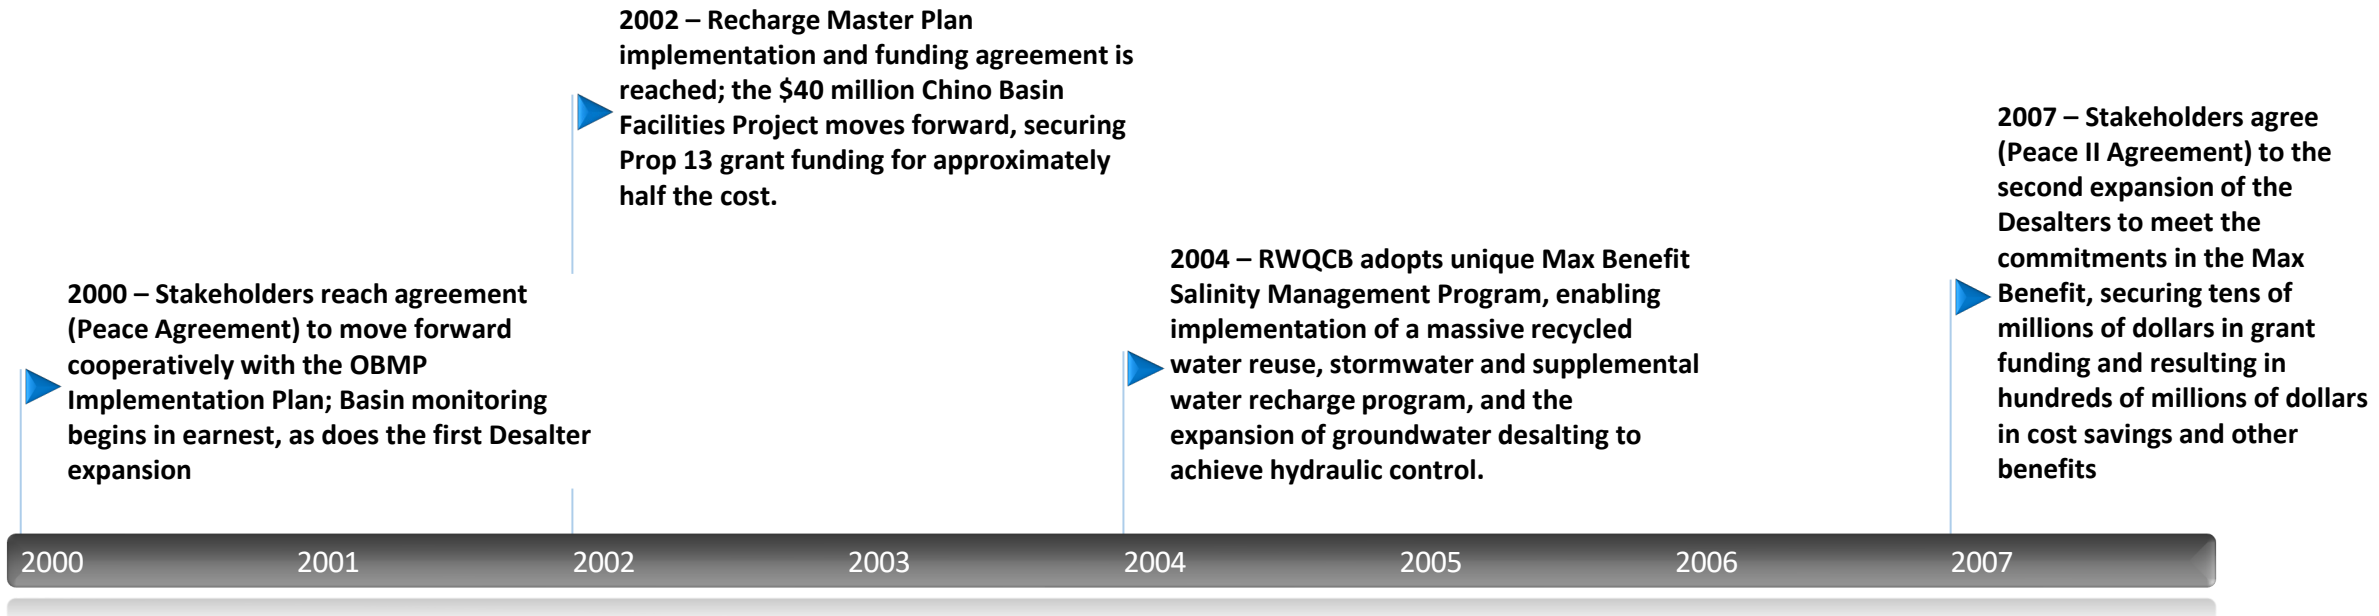 2002 – Recharge Master Plan
implementation and funding agreement is
reached; the $40 million Chino Basin
Facilities Project moves forward, securing
Prop 13 grant funding for approximately
half the cost.
2007 – Stakeholders agree
(Peace II Agreement) to the
second expansion of the
Desalters to meet the
commitments in the Max
Benefit, securing tens of
millions of dollars in grant
funding and resulting in
hundreds of millions of dollars
in cost savings and other
benefits
2004 – RWQCB adopts unique Max Benefit
Salinity Management Program, enabling
implementation of a massive recycled
water reuse, stormwater and supplemental
water recharge program, and the
expansion of groundwater desalting to
achieve hydraulic control.
2000 – Stakeholders reach agreement
(Peace Agreement) to move forward
cooperatively with the OBMP
Implementation Plan; Basin monitoring
begins in earnest, as does the first Desalter
expansion
2000 2001 2002 2003 2004 2005 2006 2007